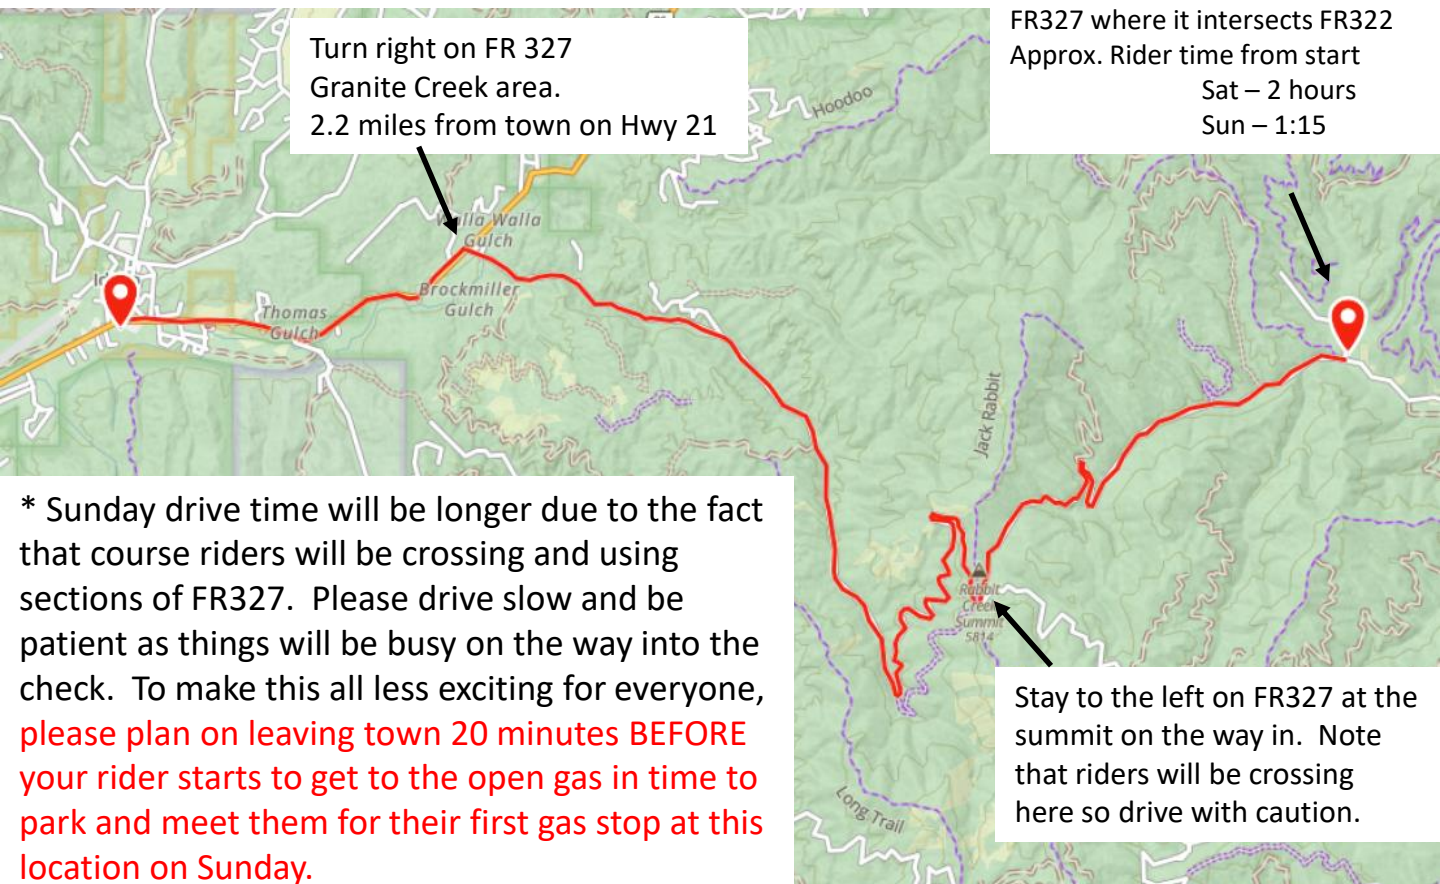 Turn right on FR 327
Granite Creek area.
2.2 miles from town on Hwy 21
FR327 where it intersects FR322
Approx. Rider time from start
Sat – 2 hours
Sun – 1:15
Hoodoo
Walla Walla
Gulch
Brockmiller
Gulch
Thomas
Gulch
Jack Rabbit
Rabbit
Creek
Summit
5814
Long Trail
* Sunday drive time will be longer due to the fact
that course riders will be crossing and using
sections of FR327.  Please drive slow and be
patient as things will be busy on the way into the
check.  To make this all less exciting for everyone,
please plan on leaving town 20 minutes BEFORE
your rider starts to get to the open gas in time to
park and meet them for their first gas stop at this
location on Sunday.
Stay to the left on FR327 at the
summit on the way in.  Note
that riders will be crossing
here so drive with caution.